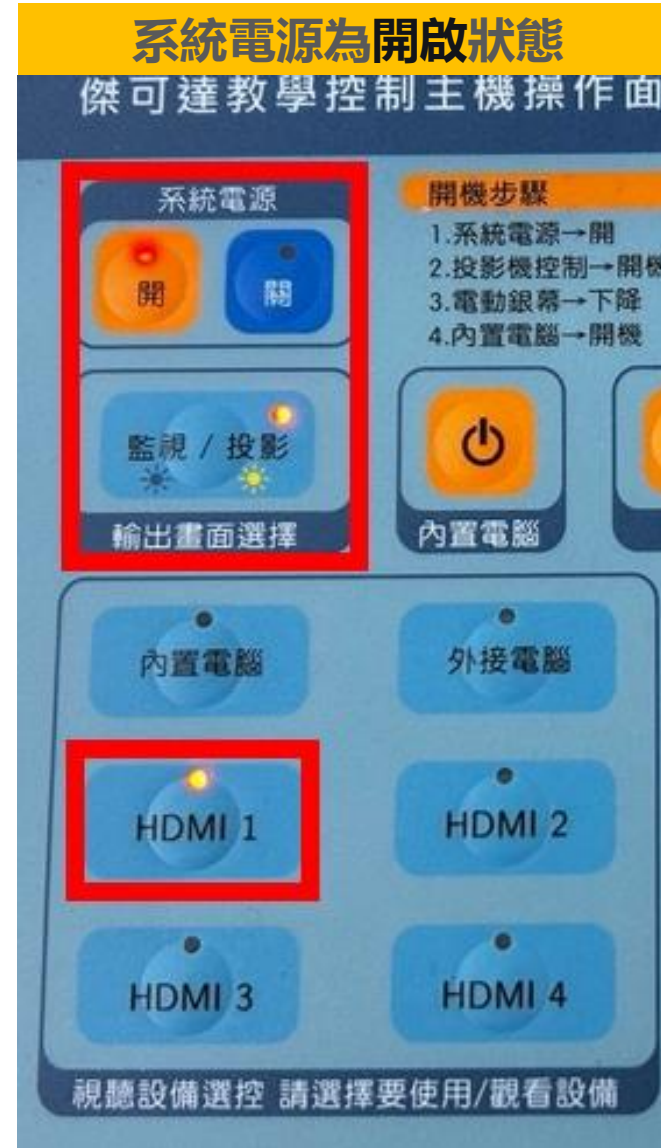 系統電源為開啟狀態
傑可達教學控制主機操作面
系統電源
開
關
開機步驟
1.系統電源→開
2.投影機控制→開機
3.電動銀幕→下降
4.內置電腦→開機
監視 / 投影
輸出畫面選擇
內置電腦
內置電腦
外接電腦
HDMI 1
HDMI 2
HDMI 3
HDMI 4
視聽設備選控 請選擇要使用/觀看設備